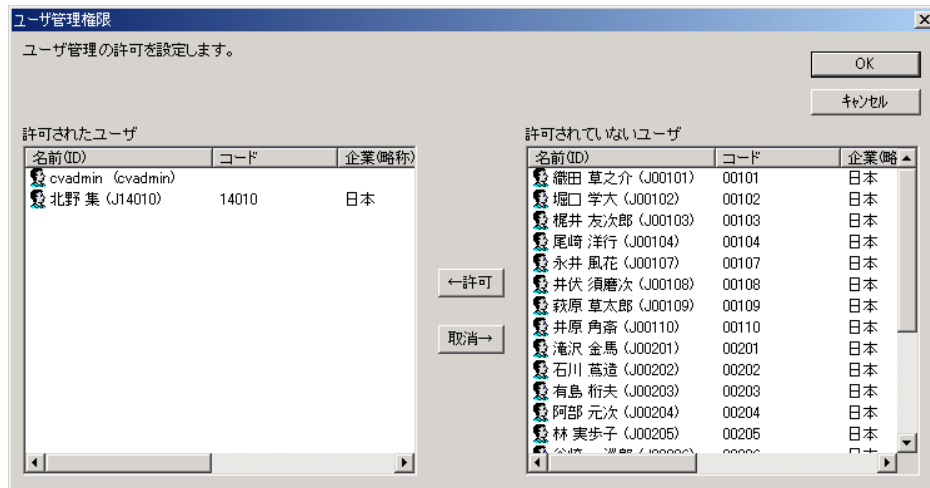 ユーザ管理権限
ユーザ管理の許可を設定します。
OK
キャンセル
許可されたユーザ
名前(ID) コード 企業(略称)
cvadmin (cvadmin)
北野 集 (J14010) 14010 日本
←許可
取消→
許可されていないユーザ
名前(ID) コード 企業(略
織田 草之介 (J00101) 00101 日本
堀口 学大 (J00102) 00102 日本
梶井 友次郎 (J00103) 00103 日本
尾崎 洋行 (J00104) 00104 日本
永井 風花 (J00107) 00107 日本
井伏 須磨次 (J00108) 00108 日本
萩原 草太郎 (J00109) 00109 日本
井原 角斎 (J00110) 00110 日本
滝沢 金馬 (J00201) 00201 日本
石川 蔦造 (J00202) 00202 日本
有島 桁夫 (J00203) 00203 日本
阿部 元次 (J00204) 00204 日本
林 実歩子 (J00205) 00205 日本